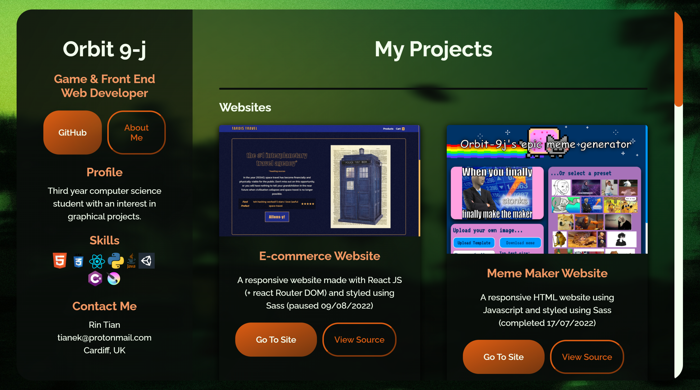 Orbit 9-j
Game & Front End
Web Developer
GitHub
About
Me
Profile
Third year computer science
student with an interest in
graphical projects.
Skills
Contact Me
Rin Tian
tianek@protonmail.com
Cardiff, UK
My Projects
Websites
the #1 interplanetary
travel agency*
E-commerce Website
A responsive website made with React JS
(+ react Router DOM) and styled using
Sass (paused 09/08/2022)
Go To Site
View Source
Orbit-9j's epic meme generator
When you finally
stonks
finally make the maker
...Or select a preset
Upload your own image...
Upload Template
Download meme!
Meme Maker Website
A responsive HTML website using
Javascript and styled using Sass
(completed 17/07/2022)
Go To Site
View Source